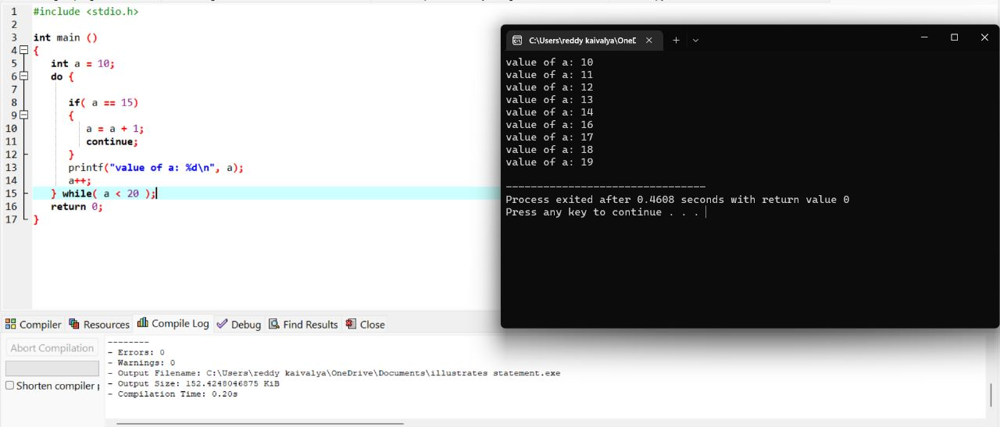 1 #include <stdio.h>
2
3 int main ()
4 {
5 int a = 10;
6 do {
7
8 if( a == 15)
9 {
10 a = a + 1;
11 continue;
12 }
13 printf("value of a: %d\n", a);
14 a++;
15 } while( a < 20 );
16 return 0;
17 }
C:\Users\reddy kaivalya\OneD
value of a: 10
value of a: 11
value of a: 12
value of a: 13
value of a: 14
value of a: 16
value of a: 17
value of a: 18
value of a: 19
--------------------------------
Process exited after 0.4608 seconds with return value 0
Press any key to continue . . .
Compiler Resources Compile Log Debug Find Results Close
Abort Compilation
Shorten compiler
--------
- Errors: 0
- Warnings: 0
- Output Filename: C:\Users\reddy kaivalya\OneDrive\Documents\illustrates statement.exe
- Output Size: 152.4248046875 KiB
- Compilation Time: 0.20s